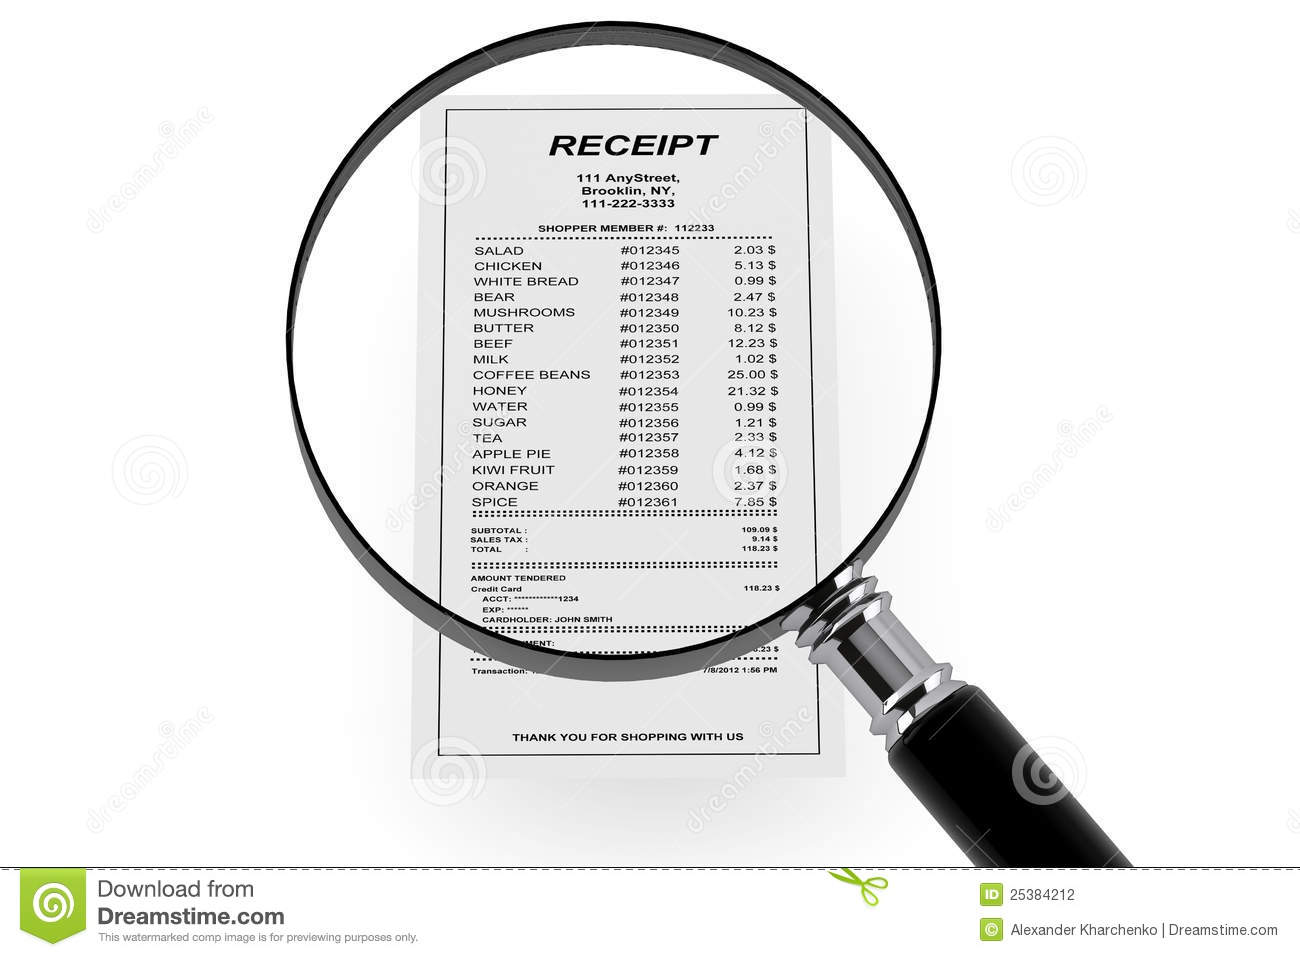 RECEIPT
111 AnyStreet,
Brooklin, NY,
111-222-3333
SHOPPER MEMBER #: 112233
SALAD #012345 2.03 $
CHICKEN #012346 5.13 $
WHITE BREAD #012347 0.99 $
BEAR #012348 2.47 $
MUSHROOMS #012349 10.23 $
BUTTER #012350 8.12 $
BEEF #012351 12.23 $
MILK #012352 1.02 $
COFFEE BEANS #012353 25.00 $
HONEY #012354 21.32 $
WATER #012355 0.99 $
SUGAR #012356 1.21 $
TEA #012357 2.33 $
APPLE PIE #012358 4.12 $
KIWI FRUIT #012359 1.68 $
ORANGE #012360 2.37 $
SPICE #012361 7.85 $
SUBTOTAL : 109.09 $
SALES TAX : 9.14 $
TOTAL : 118.23 $
AMOUNT TENDERED
Credit Card 118.23 $
ACCT: ************1234
EXP: ******
CARDHOLDER: JOHN SMITH
Transaction: 7/8/2012 1:56 PM
THANK YOU FOR SHOPPING WITH US
Download from
Dreamstime.com
This watermarked comp image is for previewing purposes only.
ID 25384212
© Alexander Kharchenko | Dreamstime.com